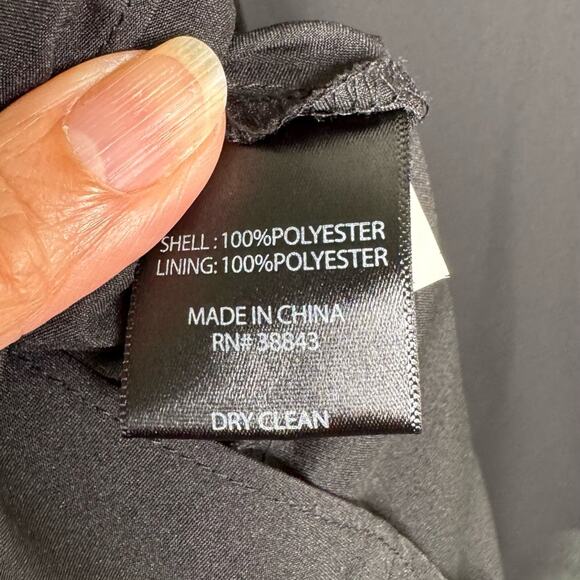 SHELL : 100%POLYESTER
LINING: 100%POLYESTER
MADE IN CHINA
RN# 38843
DRY CLEAN